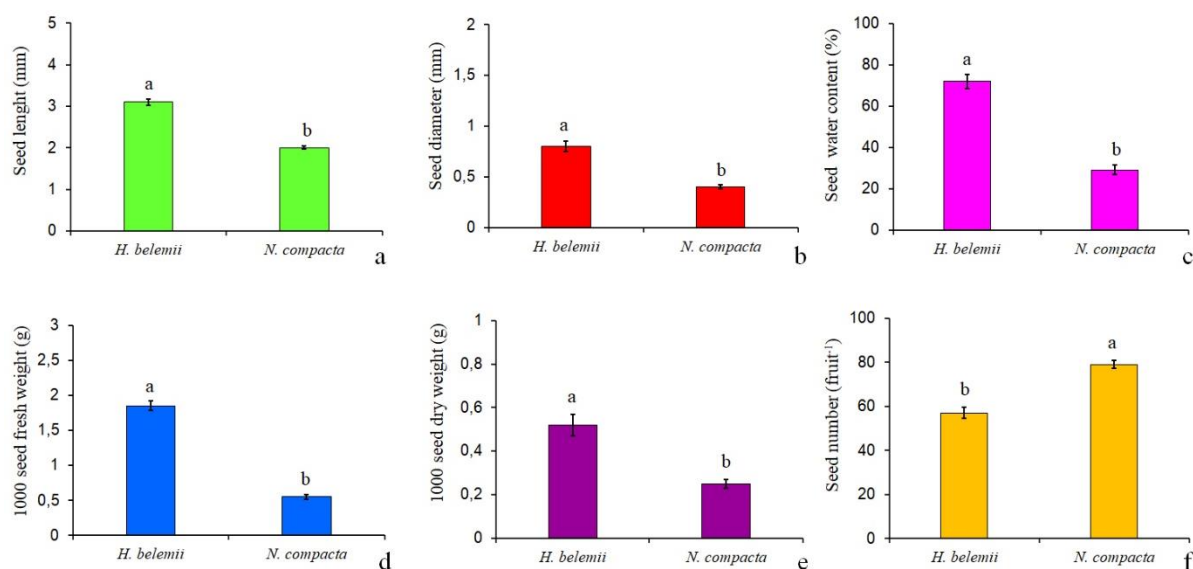 Seed lenght (mm)
5
4
3
2
1
0
a
b
H. belemii
N. compacta
a
Seed diameter (mm)
2
1,5
1
0,5
0
a
b
H. belemii
N. compacta
b
Seed water content (%)
100
80
60
40
20
0
a
b
H. belemii
N. compacta
c
1000 seed fresh weight (g)
3
2,5
2
1,5
1
0,5
0
a
b
H. belemii
N. compacta
d
1000 seed dry weight (g)
1
0,8
0,6
0,4
0,2
0
a
b
H. belemii
N. compacta
e
Seed number (fruit⁻¹)
100
80
60
40
20
0
b
a
H. belemii
N. compacta
f